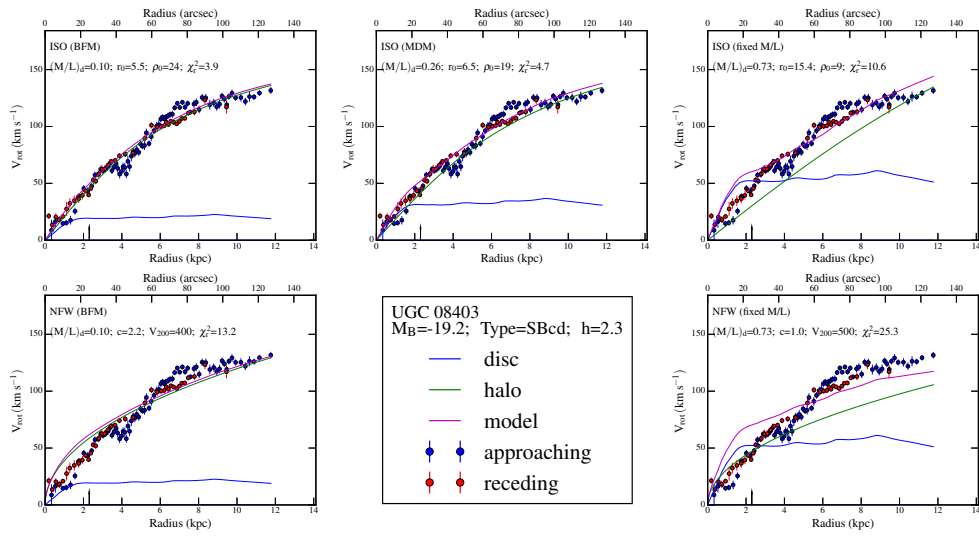 Radius (arcsec)
0 20 40 60 80 100 120 140
ISO (BFM)
(M/L)d=0.10; r0=5.5; ρ0=24; χ²r=3.9
150
100
50
0
Vrot(km s⁻¹)
0 2 4 6 8 10 12 14
Radius (kpc)
Radius (arcsec)
0 20 40 60 80 100 120 140
ISO (MDM)
(M/L)d=0.26; r0=6.5; ρ0=19; χ²r=4.7
0 2 4 6 8 10 12 14
Radius (kpc)
Radius (arcsec)
0 20 40 60 80 100 120 140
ISO (fixed M/L)
(M/L)d=0.73; r0=15.4; ρ0=9; χ²r=10.6
150
100
50
0
Vrot(km s⁻¹)
0 2 4 6 8 10 12 14
Radius (kpc)
Radius (arcsec)
0 20 40 60 80 100 120 140
NFW (BFM)
(M/L)d=0.10; c=2.2; V200=400; χ²r=13.2
150
100
50
0
Vrot(km s⁻¹)
0 2 4 6 8 10 12 14
Radius (kpc)
UGC 08403
MB=-19.2; Type=SBcd; h=2.3
disc
halo
model
approaching
receding
Radius (arcsec)
0 20 40 60 80 100 120 140
NFW (fixed M/L)
(M/L)d=0.73; c=1.0; V200=500; χ²r=25.3
150
100
50
0
Vrot(km s⁻¹)
0 2 4 6 8 10 12 14
Radius (kpc)